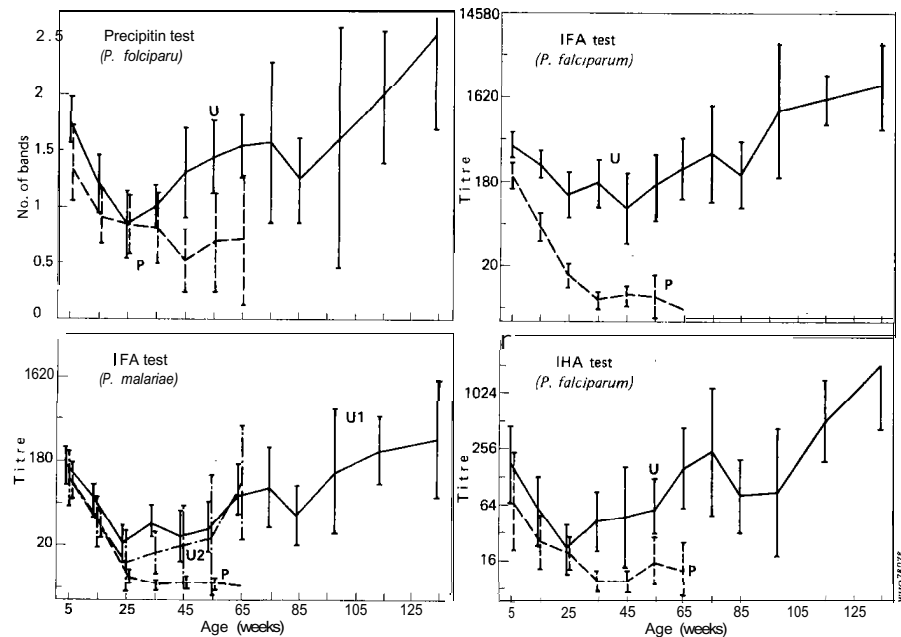 2.5
2
1.5
1
0.5
0
No. of bands
Precipitin test
(P. folciparu)
U
P
14580
1620
180
20
Titre
IFA test
(P. falciparum)
U
P
1620
180
20
Titre
IFA test
(P. malariae)
U1
U2
P
5 25 45 65 85 105 125
Age (weeks)
1024
256
64
16
Titre
IHA test
(P. falciparum)
U
P
5 25 45 65 85 105 125
Age (weeks)